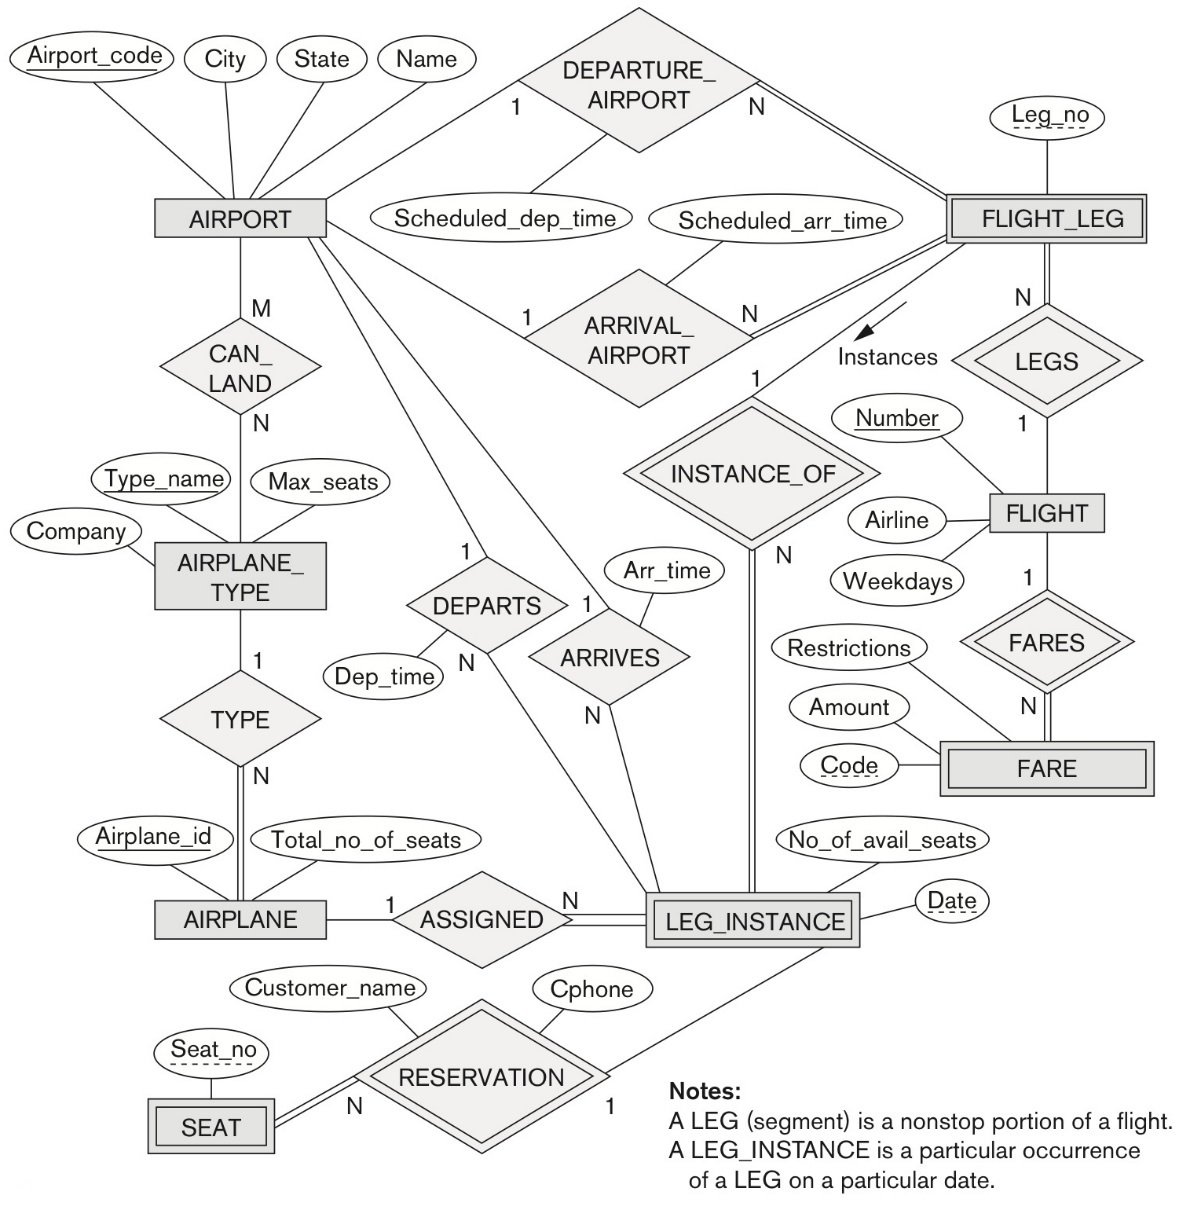 Airport_code
City
State
Name
DEPARTURE_
AIRPORT
1
N
Leg_no
AIRPORT
Scheduled_dep_time
Scheduled_arr_time
FLIGHT_LEG
M
1
ARRIVAL_
AIRPORT
N
Instances
N
LEGS
1
CAN_
LAND
N
1
INSTANCE_OF
N
Number
Type_name
Max_seats
Company
AIRPLANE_
TYPE
FLIGHT
Airline
Weekdays
1
DEPARTS
N
Dep_time
Arr_time
1
ARRIVES
N
1
FARES
N
Restrictions
Amount
Code
FARE
1
TYPE
N
Airplane_id
Total_no_of_seats
No_of_avail_seats
Date
AIRPLANE
1
ASSIGNED
N
LEG_INSTANCE
Customer_name
Cphone
Seat_no
RESERVATION
N
1
SEAT
Notes:
A LEG (segment) is a nonstop portion of a flight.
A LEG_INSTANCE is a particular occurrence
of a LEG on a particular date.